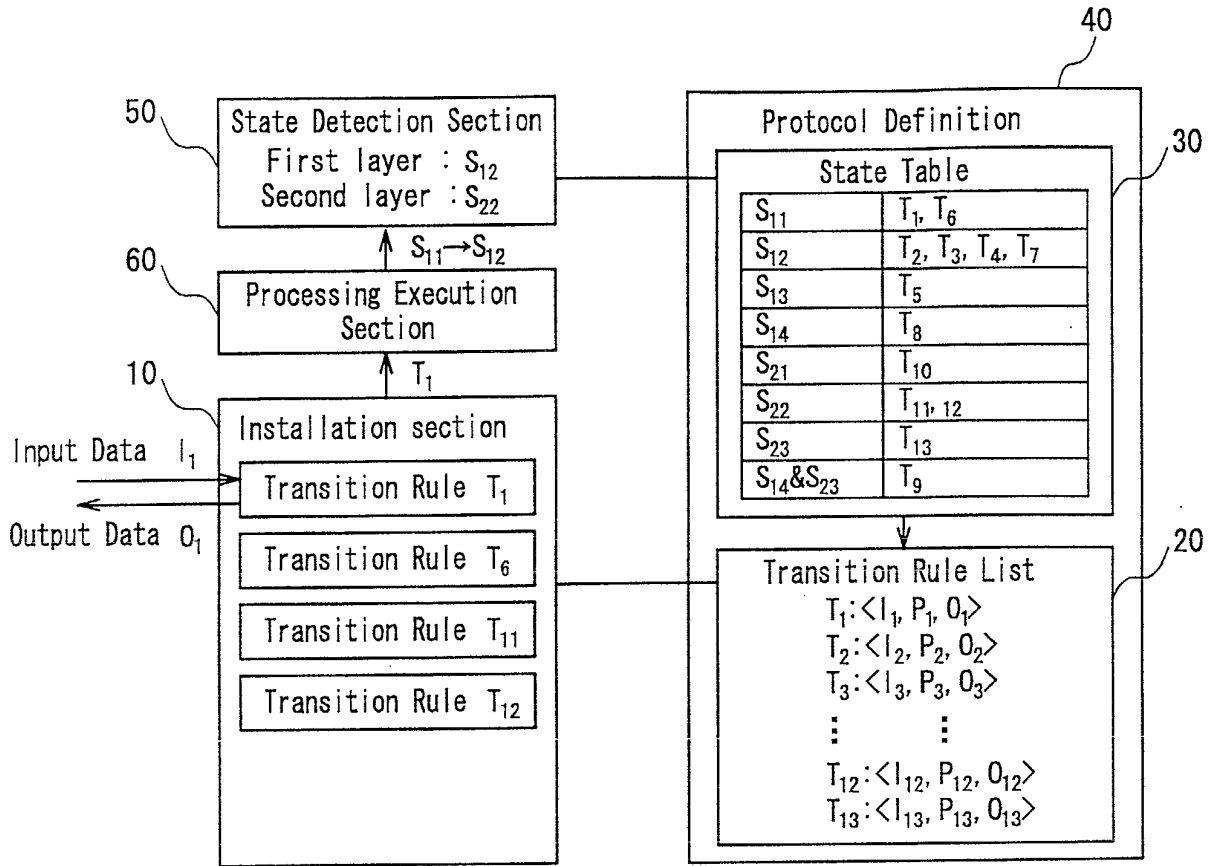 40
50
State Detection Section
First layer : S12
Second layer : S22
Protocol Definition
30
State Table
S11 T1, T6
S12 T2, T3, T4, T7
S13 T5
S14 T8
S21 T10
S22 T11, 12
S23 T13
S14&S23 T9
S11→S12
60
Processing Execution
Section
T1
10
Installation section
Input Data I1
Transition Rule T1
Output Data O1
Transition Rule T6
Transition Rule T11
Transition Rule T12
20
Transition Rule List
T1:<I1, P1, O1>
T2:<I2, P2, O2>
T3:<I3, P3, O3>
⋮ ⋮
T12:<I12, P12, O12>
T13:<I13, P13, O13>